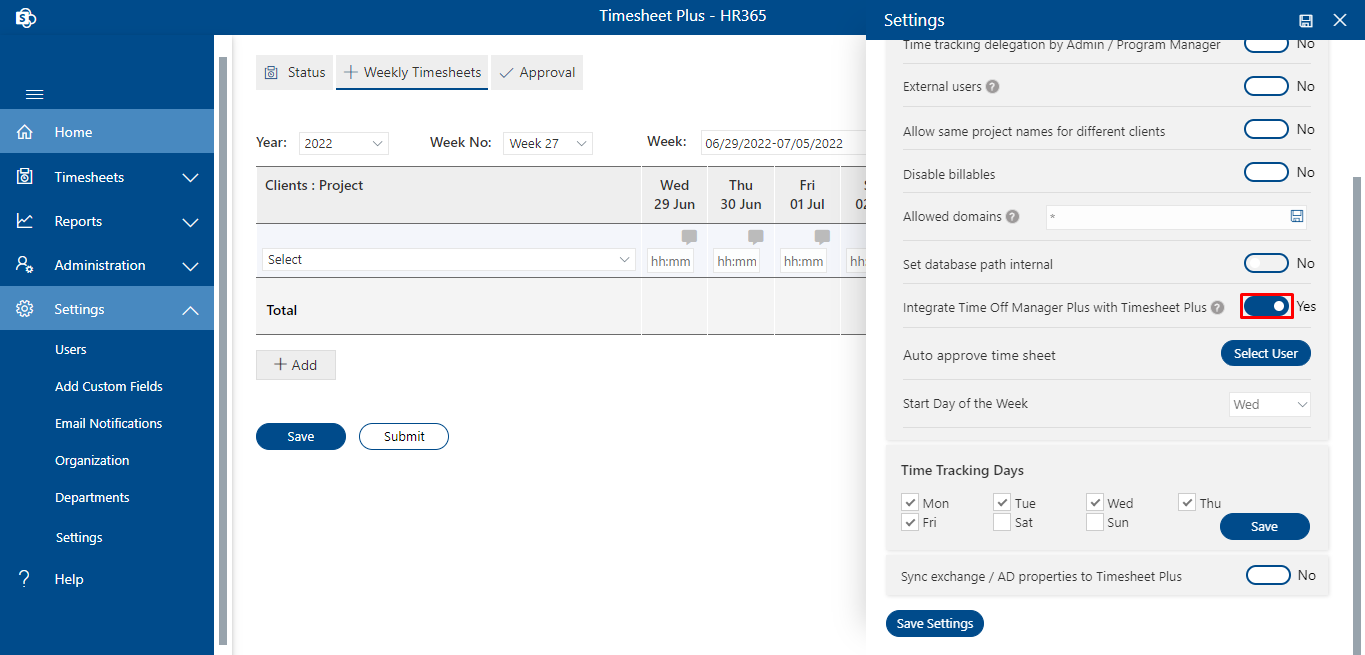 Timesheet Plus - HR365
Home
Timesheets
Reports
Administration
Settings
Users
Add Custom Fields
Email Notifications
Organization
Departments
Settings
? Help
Status
Weekly Timesheets
Approval
Year: 2022
Week No: Week 27
Week: 06/29/2022-07/05/2022
Clients : Project
Wed
29 Jun
Thu
30 Jun
Fri
01 Jul
S
02
Select
hh:mm
hh:mm
hh:mm
hh:
Total
+ Add
Save
Submit
Settings
Time tracking delegation by Admin / Program Manager No
External users ? No
Allow same project names for different clients No
Disable billables No
Allowed domains ? *
Set database path internal No
Integrate Time Off Manager Plus with Timesheet Plus ? Yes
Auto approve time sheet Select User
Start Day of the Week Wed
Time Tracking Days
Mon Tue Wed Thu
Fri Sat Sun
Save
Sync exchange / AD properties to Timesheet Plus No
Save Settings